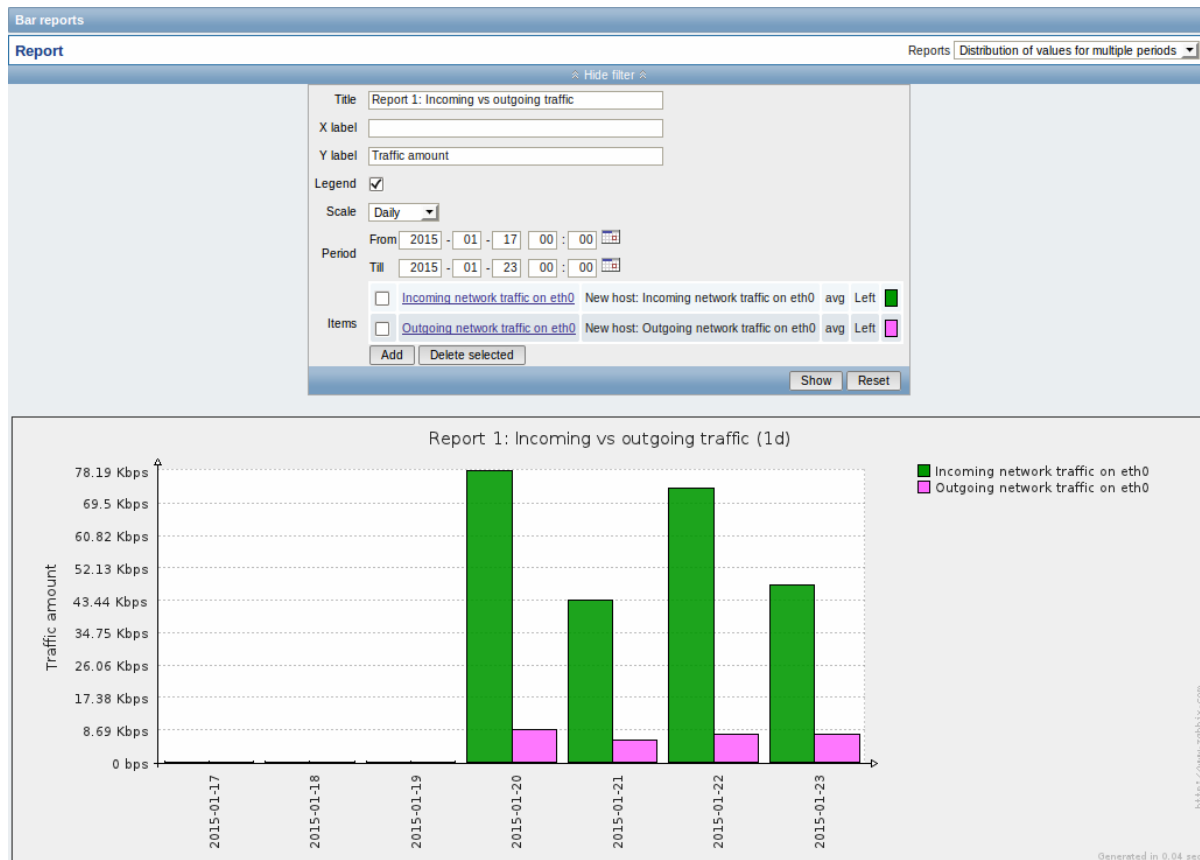 Bar reports
Report
Reports Distribution of values for multiple periods
Hide filter
Title Report 1: Incoming vs outgoing traffic
X label
Y label Traffic amount
Legend
Scale Daily
Period
From 2015 - 01 - 17 00 : 00
Till 2015 - 01 - 23 00 : 00
Items
Incoming network traffic on eth0 New host: Incoming network traffic on eth0 avg Left
Outgoing network traffic on eth0 New host: Outgoing network traffic on eth0 avg Left
Add Delete selected
Show Reset
Report 1: Incoming vs outgoing traffic (1d)
Traffic amount
78.19 Kbps
69.5 Kbps
60.82 Kbps
52.13 Kbps
43.44 Kbps
34.75 Kbps
26.06 Kbps
17.38 Kbps
8.69 Kbps
0 bps
2015-01-17
2015-01-18
2015-01-19
2015-01-20
2015-01-21
2015-01-22
2015-01-23
Incoming network traffic on eth0
Outgoing network traffic on eth0
Generated in 0.04 sec